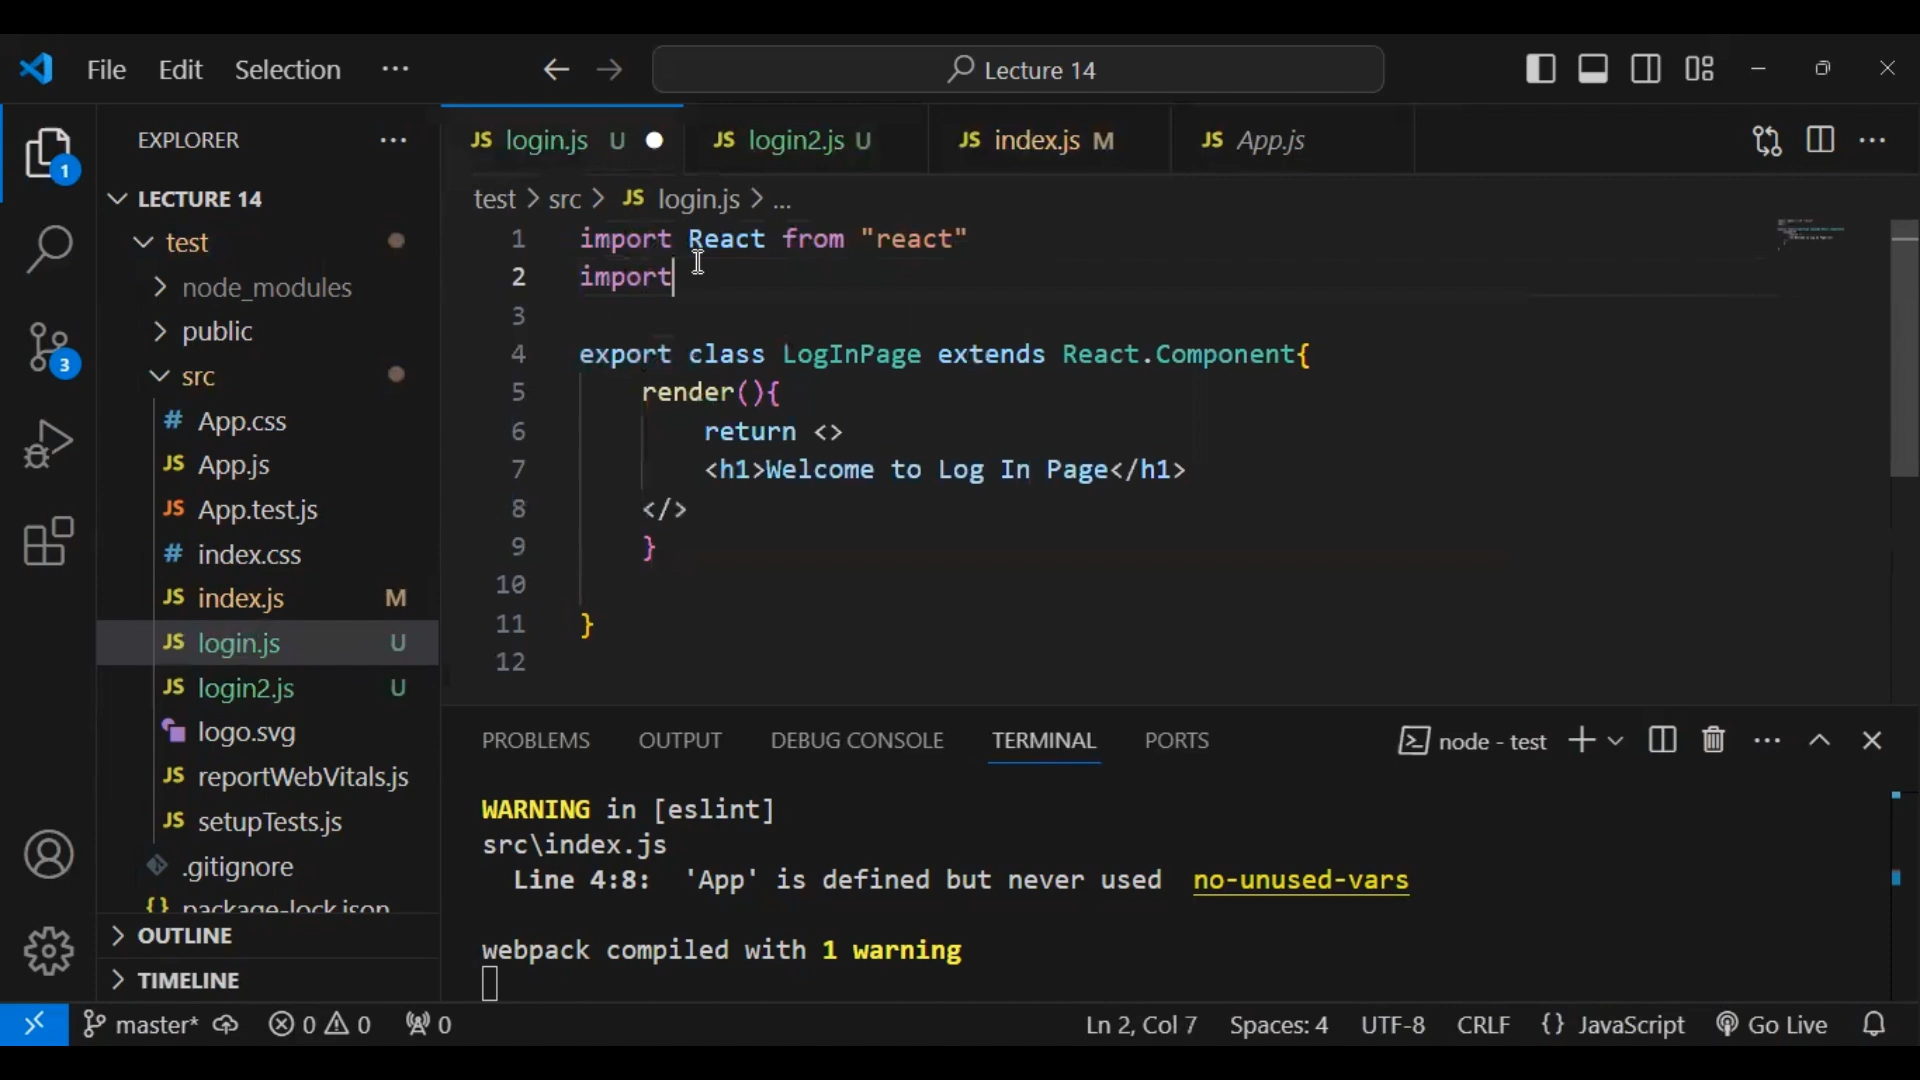 File Edit Selection ··· Lecture 14
EXPLORER ···
1
LECTURE 14
test
node_modules
public
3
src
# App.css
JS App.js
JS App.test.js
# index.css
JS index.js M
JS login.js U
JS login2.js U
logo.svg
JS reportWebVitals.js
JS setupTests.js
.gitignore
{} package-lock.json
OUTLINE
TIMELINE
JS login.js U JS login2.js U JS index.js M JS App.js ···
test > src > JS login.js > ...
1 import React from "react"
2 import
3
4 export class LogInPage extends React.Component{
5 render(){
6 return <>
7 <h1>Welcome to Log In Page</h1>
8 </>
9 }
10
11 }
12
PROBLEMS OUTPUT DEBUG CONSOLE TERMINAL PORTS node - test ···
WARNING in [eslint]
src\index.js
Line 4:8: 'App' is defined but never used no-unused-vars
webpack compiled with 1 warning
master* 0 0 0 Ln 2, Col 7 Spaces: 4 UTF-8 CRLF {} JavaScript Go Live